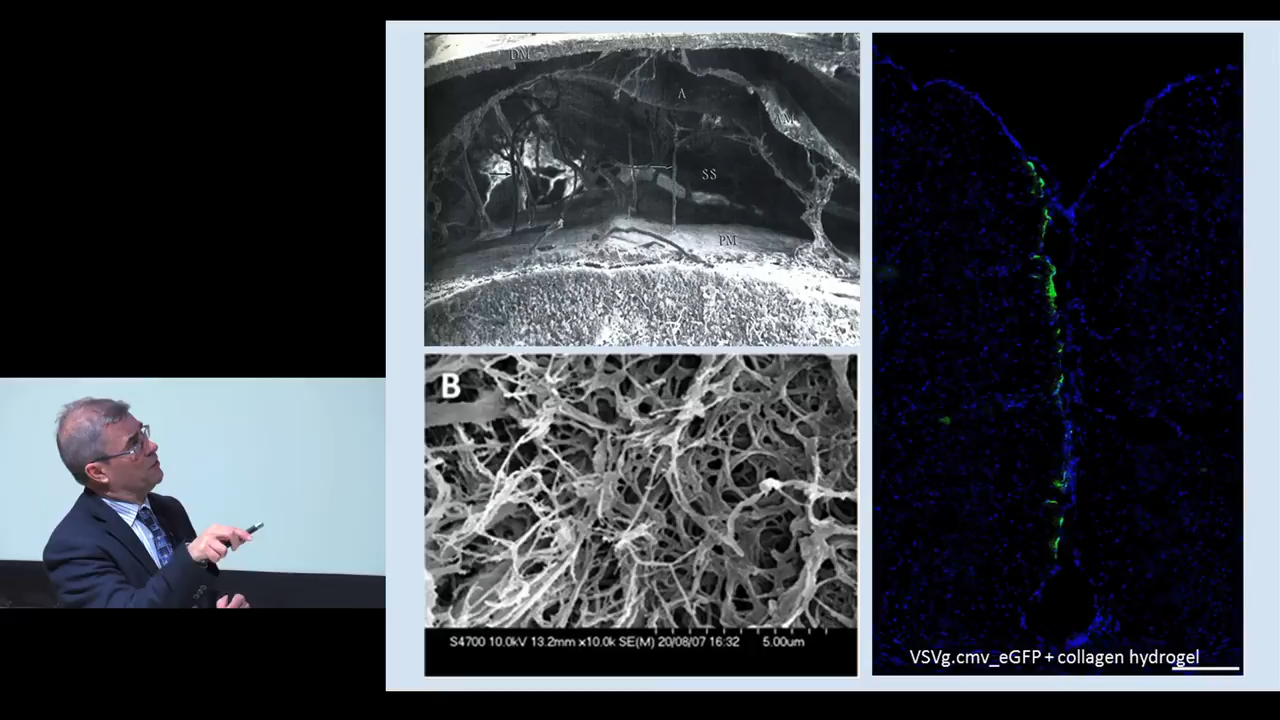 DM
A
AM
SS
PM
B
S4700 10.0kV 13.2mm x10.0k SE(M) 20/08/07 16:32 5.00um
VSVg.cmv_eGFP + collagen hydrogel